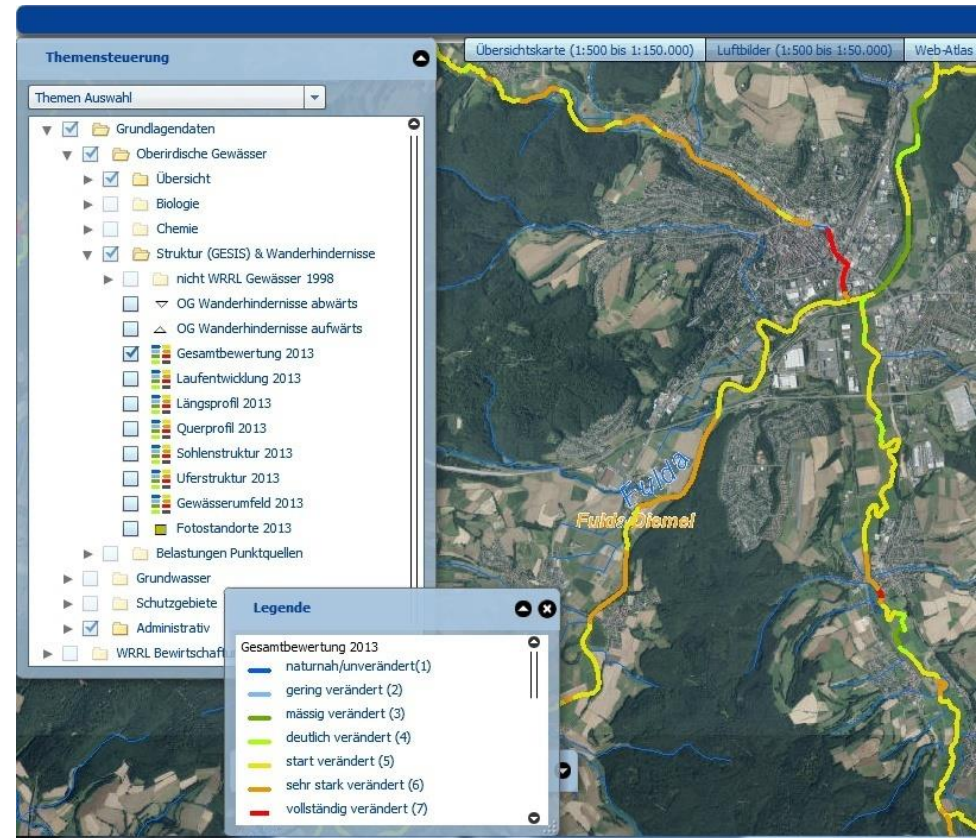 Themensteuerung
Übersichtskarte (1:500 bis 1:150.000)
Luftbilder (1:500 bis 1:50.000)
Web-Atlas
Themen Auswahl
Grundlagendaten
Oberirdische Gewässer
Übersicht
Biologie
Chemie
Struktur (GESIS) & Wanderhindernisse
nicht WRRL Gewässer 1998
OG Wanderhindernisse abwärts
OG Wanderhindernisse aufwärts
Gesamtbewertung 2013
Laufentwicklung 2013
Längsprofil 2013
Querprofil 2013
Sohlenstruktur 2013
Uferstruktur 2013
Gewässerumfeld 2013
Fotostandorte 2013
Belastungen Punktquellen
Grundwasser
Schutzgebiete
Administrativ
WRRL Bewirtschaftu
Fulda
Fulda Diemel
Legende
Gesamtbewertung 2013
naturnah/unverändert(1)
gering verändert (2)
mässig verändert (3)
deutlich verändert (4)
start verändert (5)
sehr stark verändert (6)
vollständig verändert (7)